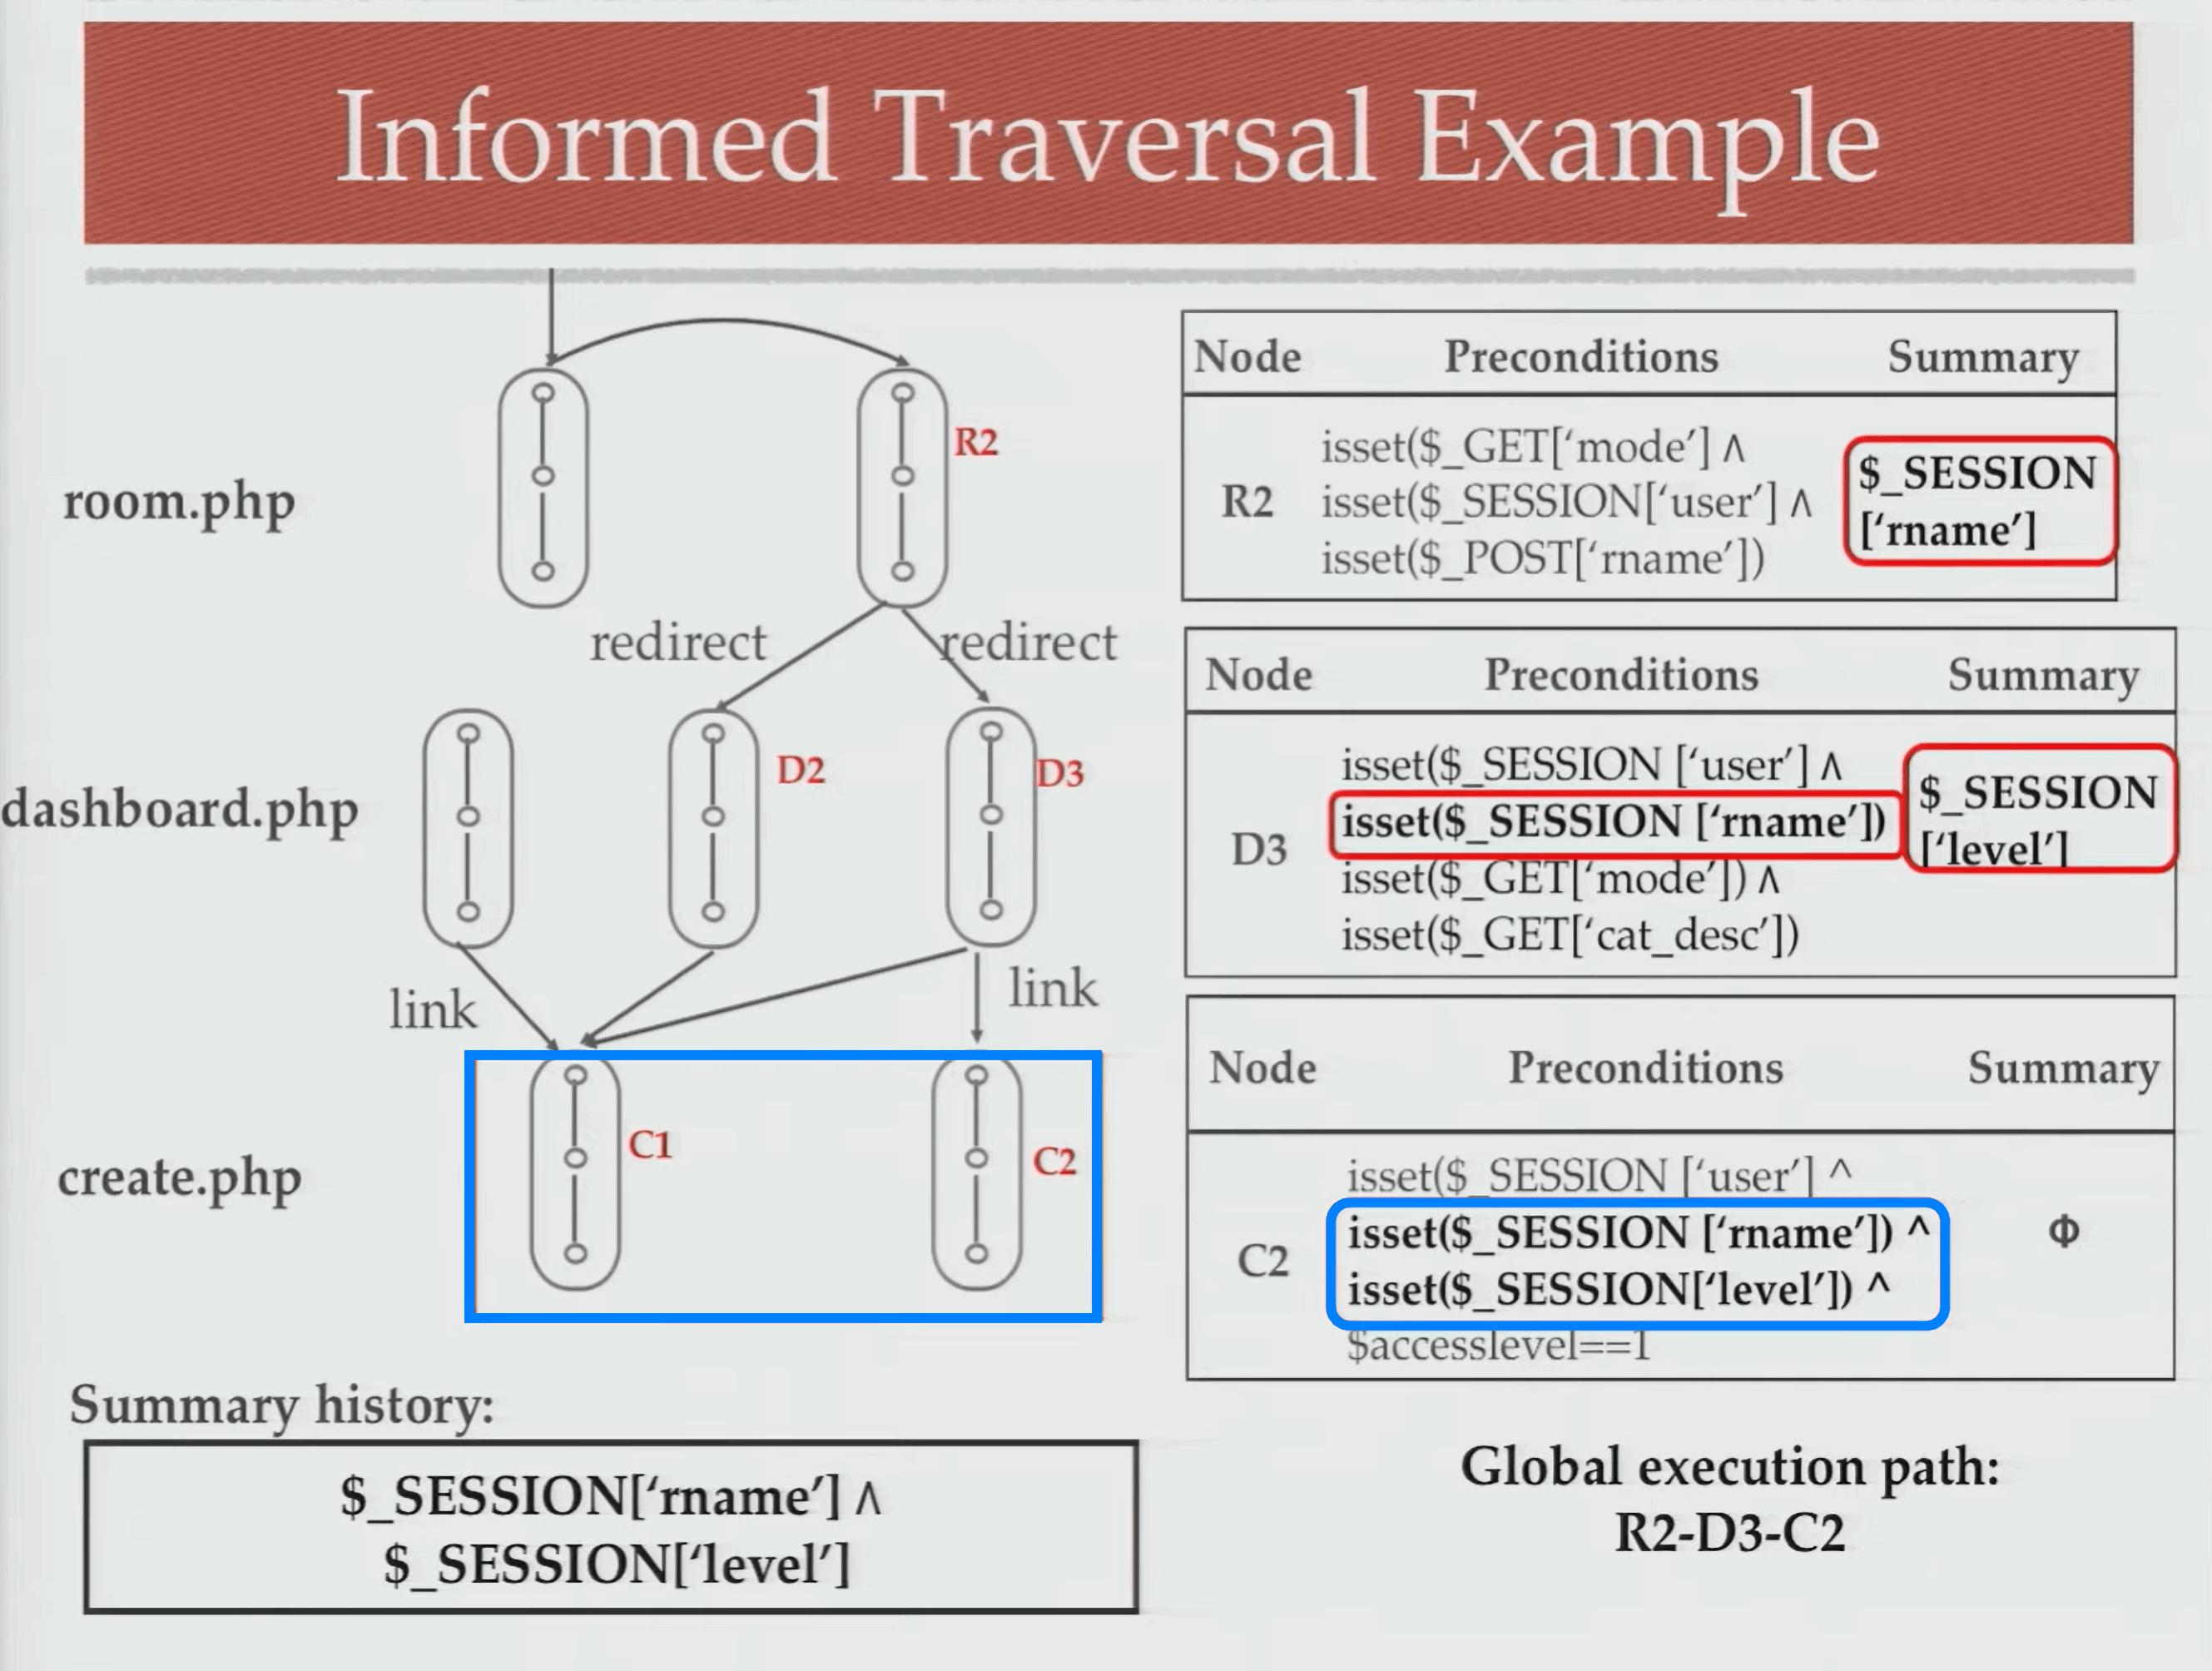 Informed Traversal Example
room.php
R2
redirect
redirect
dashboard.php
D2
D3
link
link
create.php
C1
C2
Summary history:
$_SESSION['rname'] ∧
$_SESSION['level']
Node Preconditions Summary
R2
isset($_GET['mode'] ∧
isset($_SESSION['user'] ∧
isset($_POST['rname'])
$_SESSION
['rname']
Node Preconditions Summary
D3
isset($_SESSION ['user'] ∧
isset($_SESSION ['rname'])
isset($_GET['mode']) ∧
isset($_GET['cat_desc'])
$_SESSION
['level']
Node Preconditions Summary
C2
isset($_SESSION ['user'] ^
isset($_SESSION ['rname']) ^
isset($_SESSION['level']) ^
$accesslevel==1
Φ
Global execution path:
R2-D3-C2